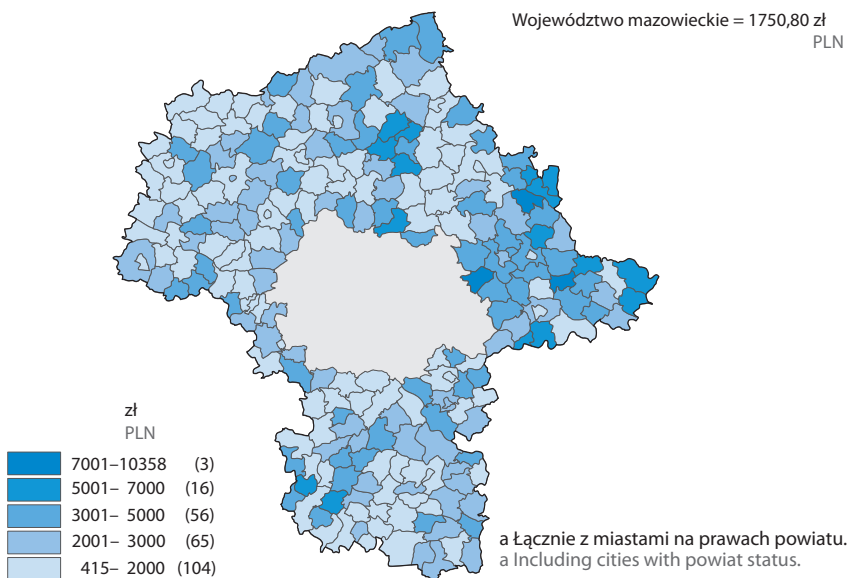 Województwo mazowieckie = 1750,80 zł
PLN
zł
PLN
7001–10358 (3)
5001– 7000 (16)
3001– 5000 (56)
2001– 3000 (65)
415– 2000 (104)
a Łącznie z miastami na prawach powiatu.
a Including cities with powiat status.